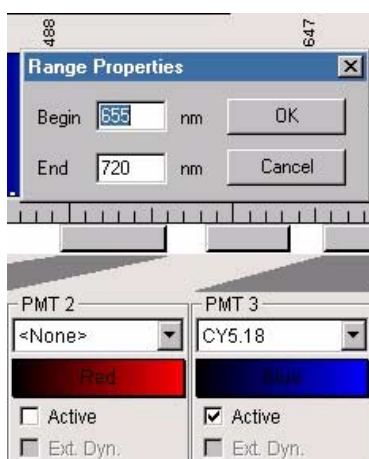 488 647
Range Properties
Begin 655 nm OK
End 720 nm Cancel
PMT 2 PMT 3
<None> CY5.18
Red Blue
Active Active
Ext. Dyn. Ext. Dyn.